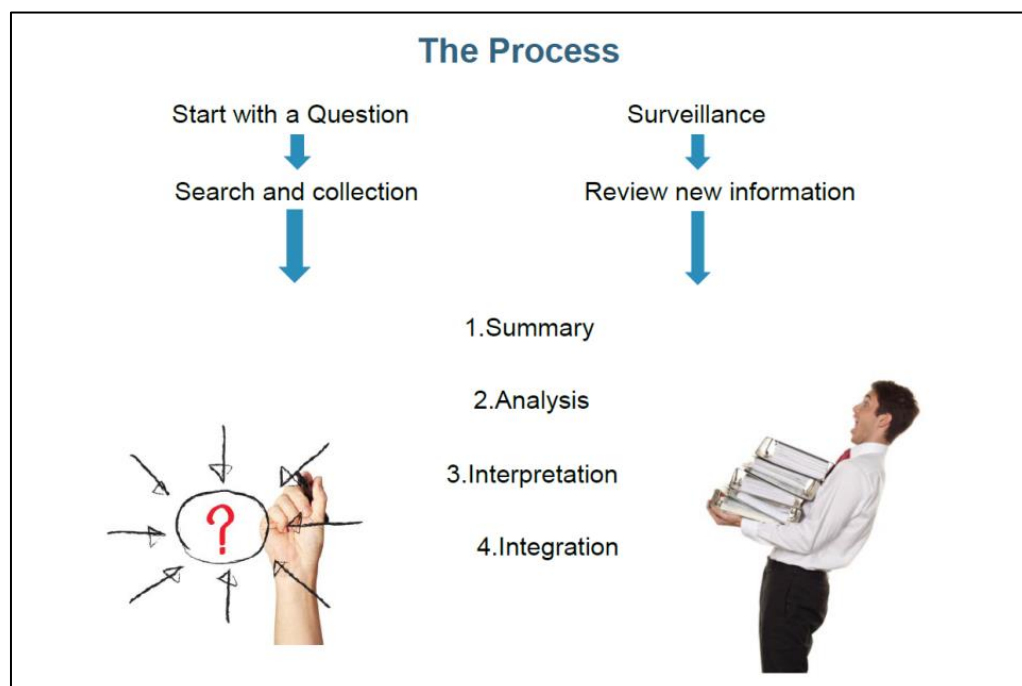 The Process
Start with a Question
Surveillance
Search and collection
Review new information
1.Summary
2.Analysis
3.Interpretation
4.Integration
?